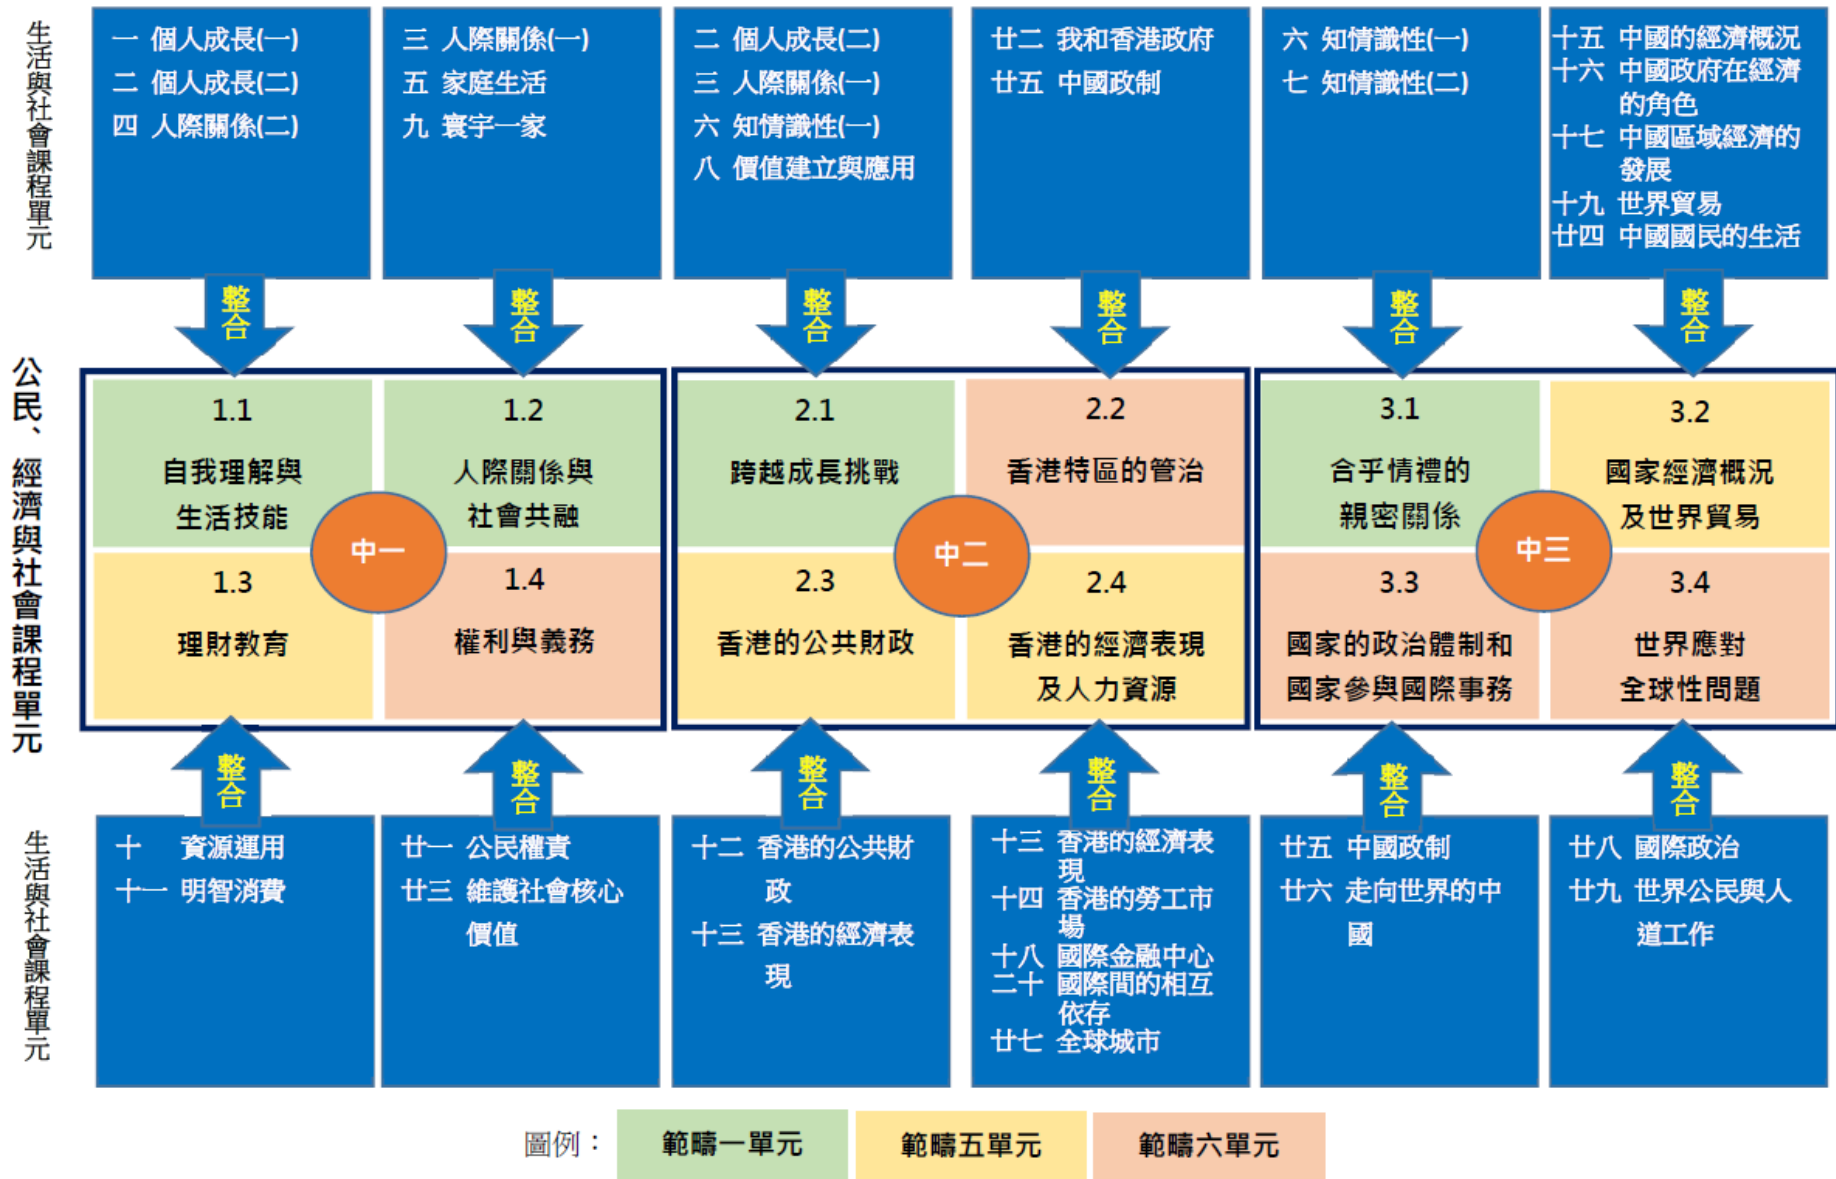 生活與社會課程單元
一 個人成長(一)
二 個人成長(二)
四 人際關係(二)
三 人際關係(一)
五 家庭生活
九 寰宇一家
二 個人成長(二)
三 人際關係(一)
六 知情識性(一)
八 價值建立與應用
廿二 我和香港政府
廿五 中國政制
六 知情識性(一)
七 知情識性(二)
十五 中國的經濟概況
十六 中國政府在經濟
的角色
十七 中國區域經濟的
發展
十九 世界貿易
廿四 中國國民的生活
整合
整合
整合
整合
整合
整合
公民、經濟與社會課程單元
1.1
自我理解與
生活技能
1.2
人際關係與
社會共融
1.3
理財教育
1.4
權利與義務
中一
2.1
跨越成長挑戰
2.2
香港特區的管治
2.3
香港的公共財政
2.4
香港的經濟表現
及人力資源
中二
3.1
合乎情禮的
親密關係
3.2
國家經濟概況
及世界貿易
3.3
國家的政治體制和
國家參與國際事務
3.4
世界應對
全球性問題
中三
整合
整合
整合
整合
整合
整合
生活與社會課程單元
十 資源運用
十一 明智消費
廿一 公民權責
廿三 維護社會核心
價值
十二 香港的公共財
政
十三 香港的經濟表
現
十三 香港的經濟表
現
十四 香港的勞工市
場
十八 國際金融中心
二十 國際間的相互
依存
廿七 全球城市
廿五 中國政制
廿六 走向世界的中
國
廿八 國際政治
廿九 世界公民與人
道工作
圖例：
範疇一單元
範疇五單元
範疇六單元